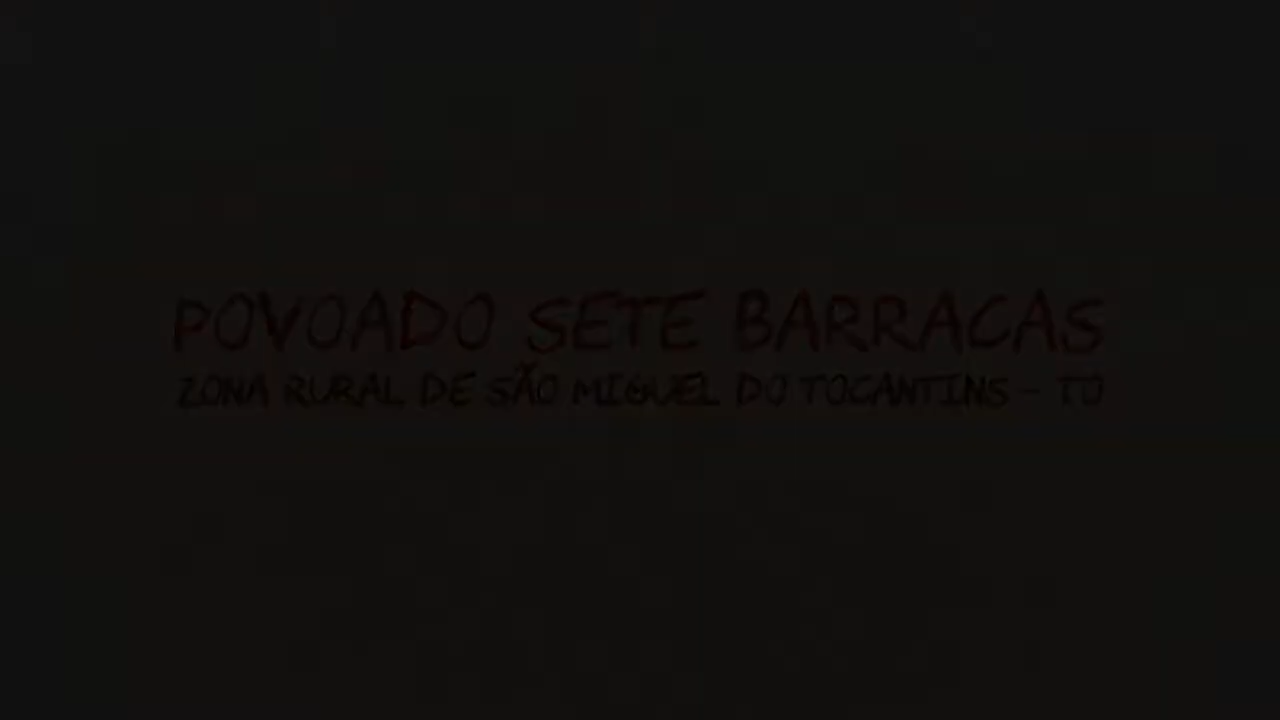 POVOADO SETE BARRACAS
ZONA RURAL DE SÃO MIGUEL DO TOCANTINS - TO